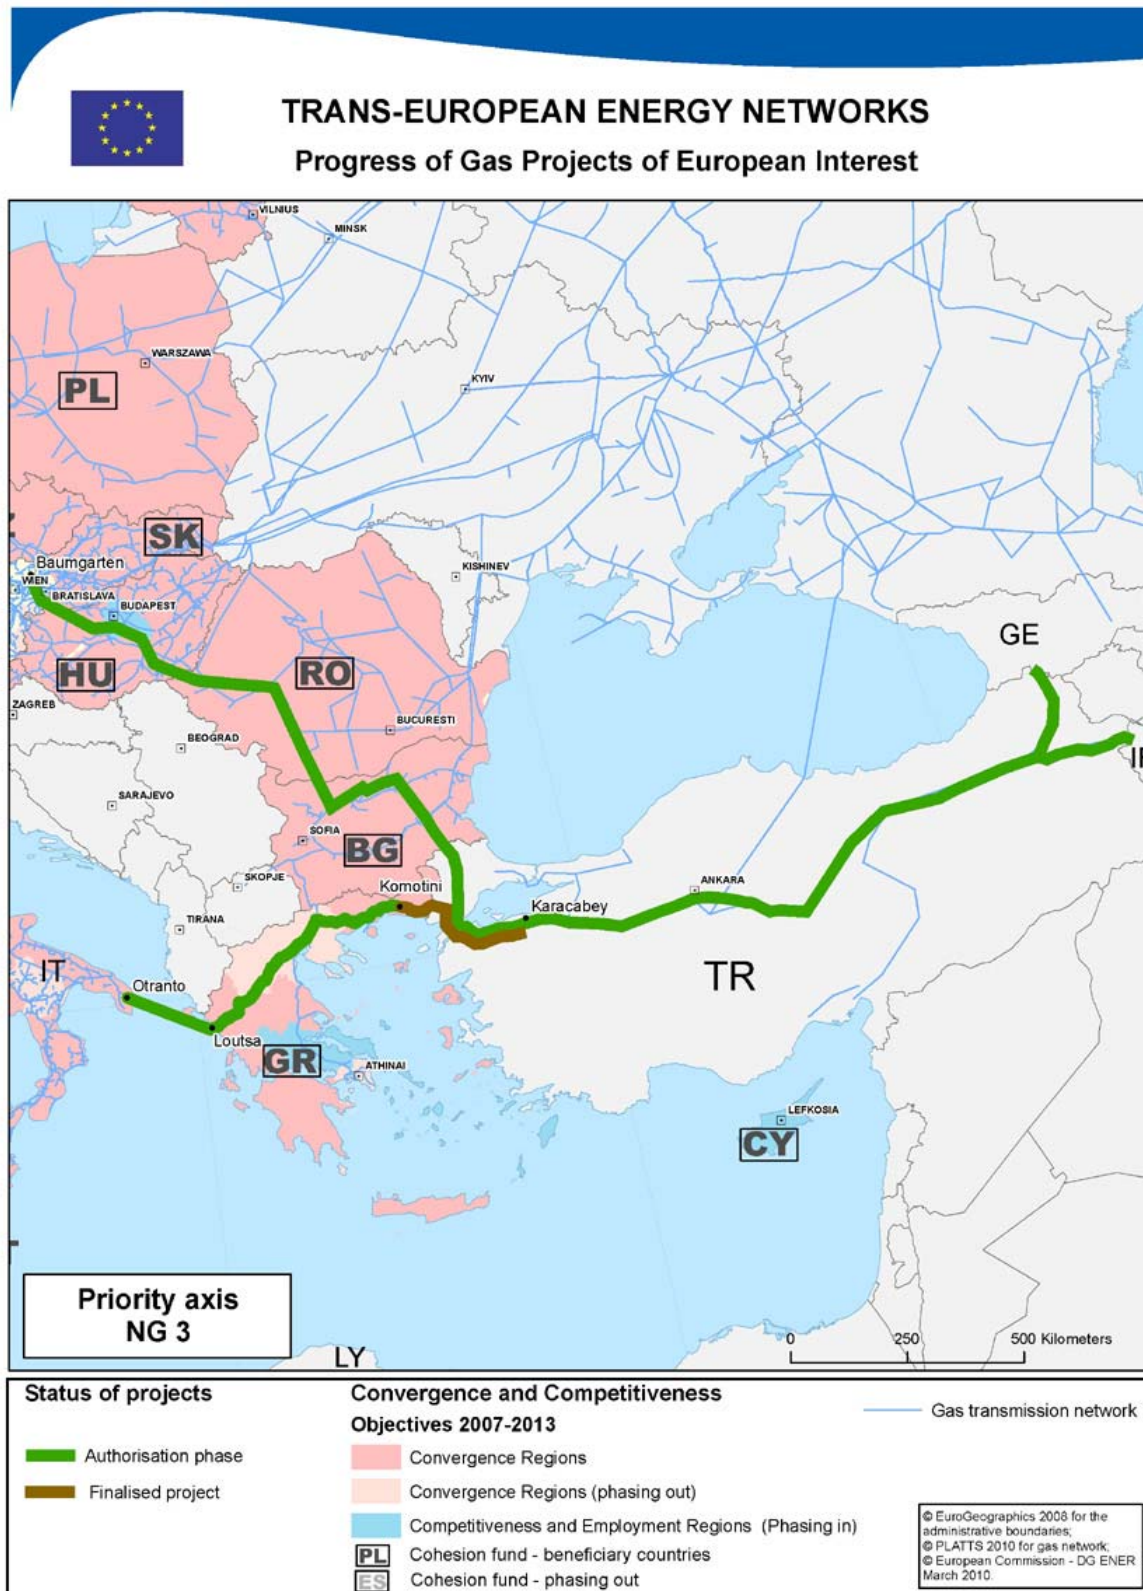 TRANS-EUROPEAN ENERGY NETWORKS
Progress of Gas Projects of European Interest
VILNIUS
MINSK
WARSZAWA
PL
KYIV
SK
Baumgarten
WIEN
BRATISLAVA
BUDAPEST
KISHINEV
HU
RO
GE
ZAGREB
BUCURESTI
BEOGRAD
SARAJEVO
SOFIA
BG
SKOPJE
Komotini
ANKARA
Karacabey
TIRANA
IT
TR
Otranto
Loutsa
GR
ATHINAI
LEFKOSIA
CY
Priority axis
NG 3
LY
0 250 500 Kilometers
Status of projects
Authorisation phase
Finalised project
Convergence and Competitiveness
Objectives 2007-2013
Convergence Regions
Convergence Regions (phasing out)
Competitiveness and Employment Regions (Phasing in)
PL Cohesion fund - beneficiary countries
ES Cohesion fund - phasing out
Gas transmission network
© EuroGeographics 2008 for the
administrative boundaries;
© PLATTS 2010 for gas network;
© European Commission - DG ENER
March 2010.